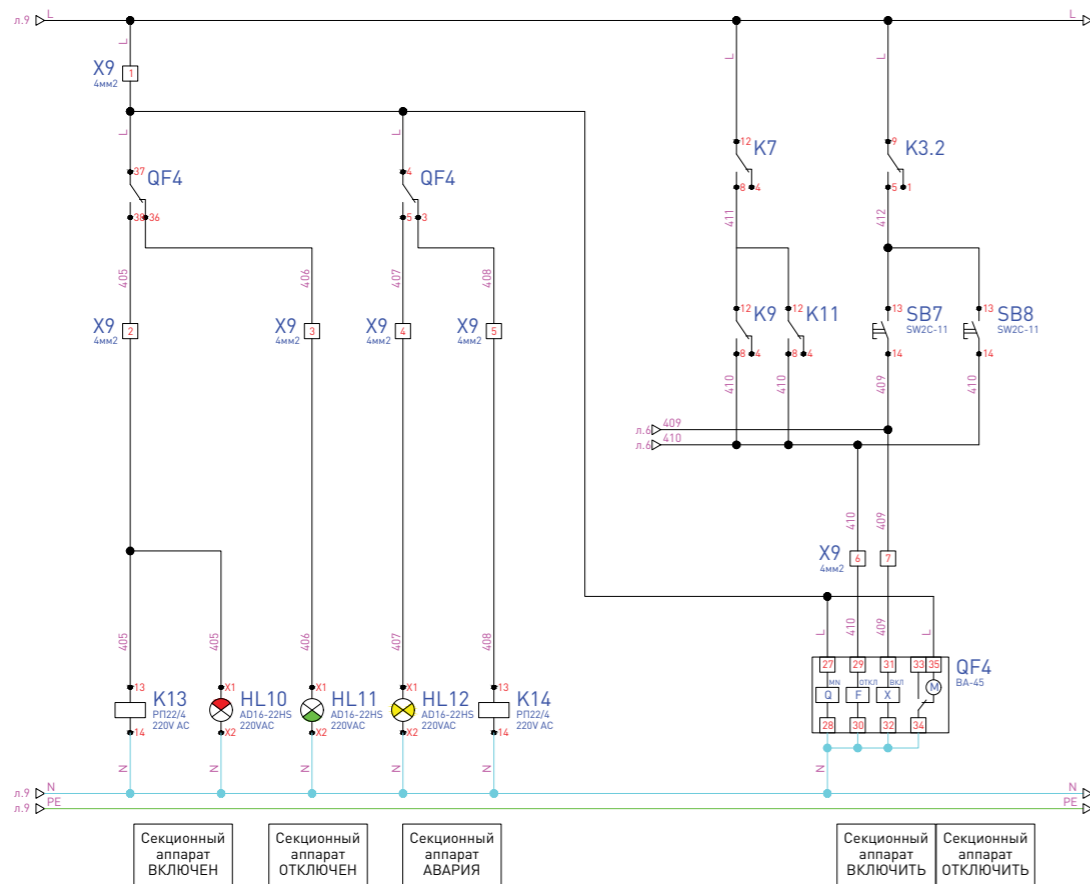 л.9 L L
L L L L L
X9 1
4мм2
37 QF4
38 36
4 QF4
5 3
12 K7
8 4
9 K3.2
5 1
411 412
405 406 407 408
X9 2
4мм2
X9 3
4мм2
X9 4
4мм2
X9 5
4мм2
12 K9
8 4
12 K11
8 4
13 SB7
SW2C-11
14
13 SB8
SW2C-11
14
410 410 409 410
л.6 409
л.6 410
410 409
X9 6 7
4мм2
405 405 406 407 408
L 410 409 L
13 K13
РП22/4
220V AC
14
X1 HL10
AD16-22HS
220VAC
X2
X1 HL11
AD16-22HS
220VAC
X2
X1 HL12
AD16-22HS
220VAC
X2
13 K14
РП22/4
220V AC
14
27 29 31 33 35 QF4
BA-45
MN ОТКЛ ВКЛ
Q F X M
28 30 32 34
N N N N N N
л.9 N N
л.9 PE PE
Секционный
аппарат
ВКЛЮЧЕН
Секционный
аппарат
ОТКЛЮЧЕН
Секционный
аппарат
АВАРИЯ
Секционный
аппарат
ВКЛЮЧИТЬ
Секционный
аппарат
ОТКЛЮЧИТЬ